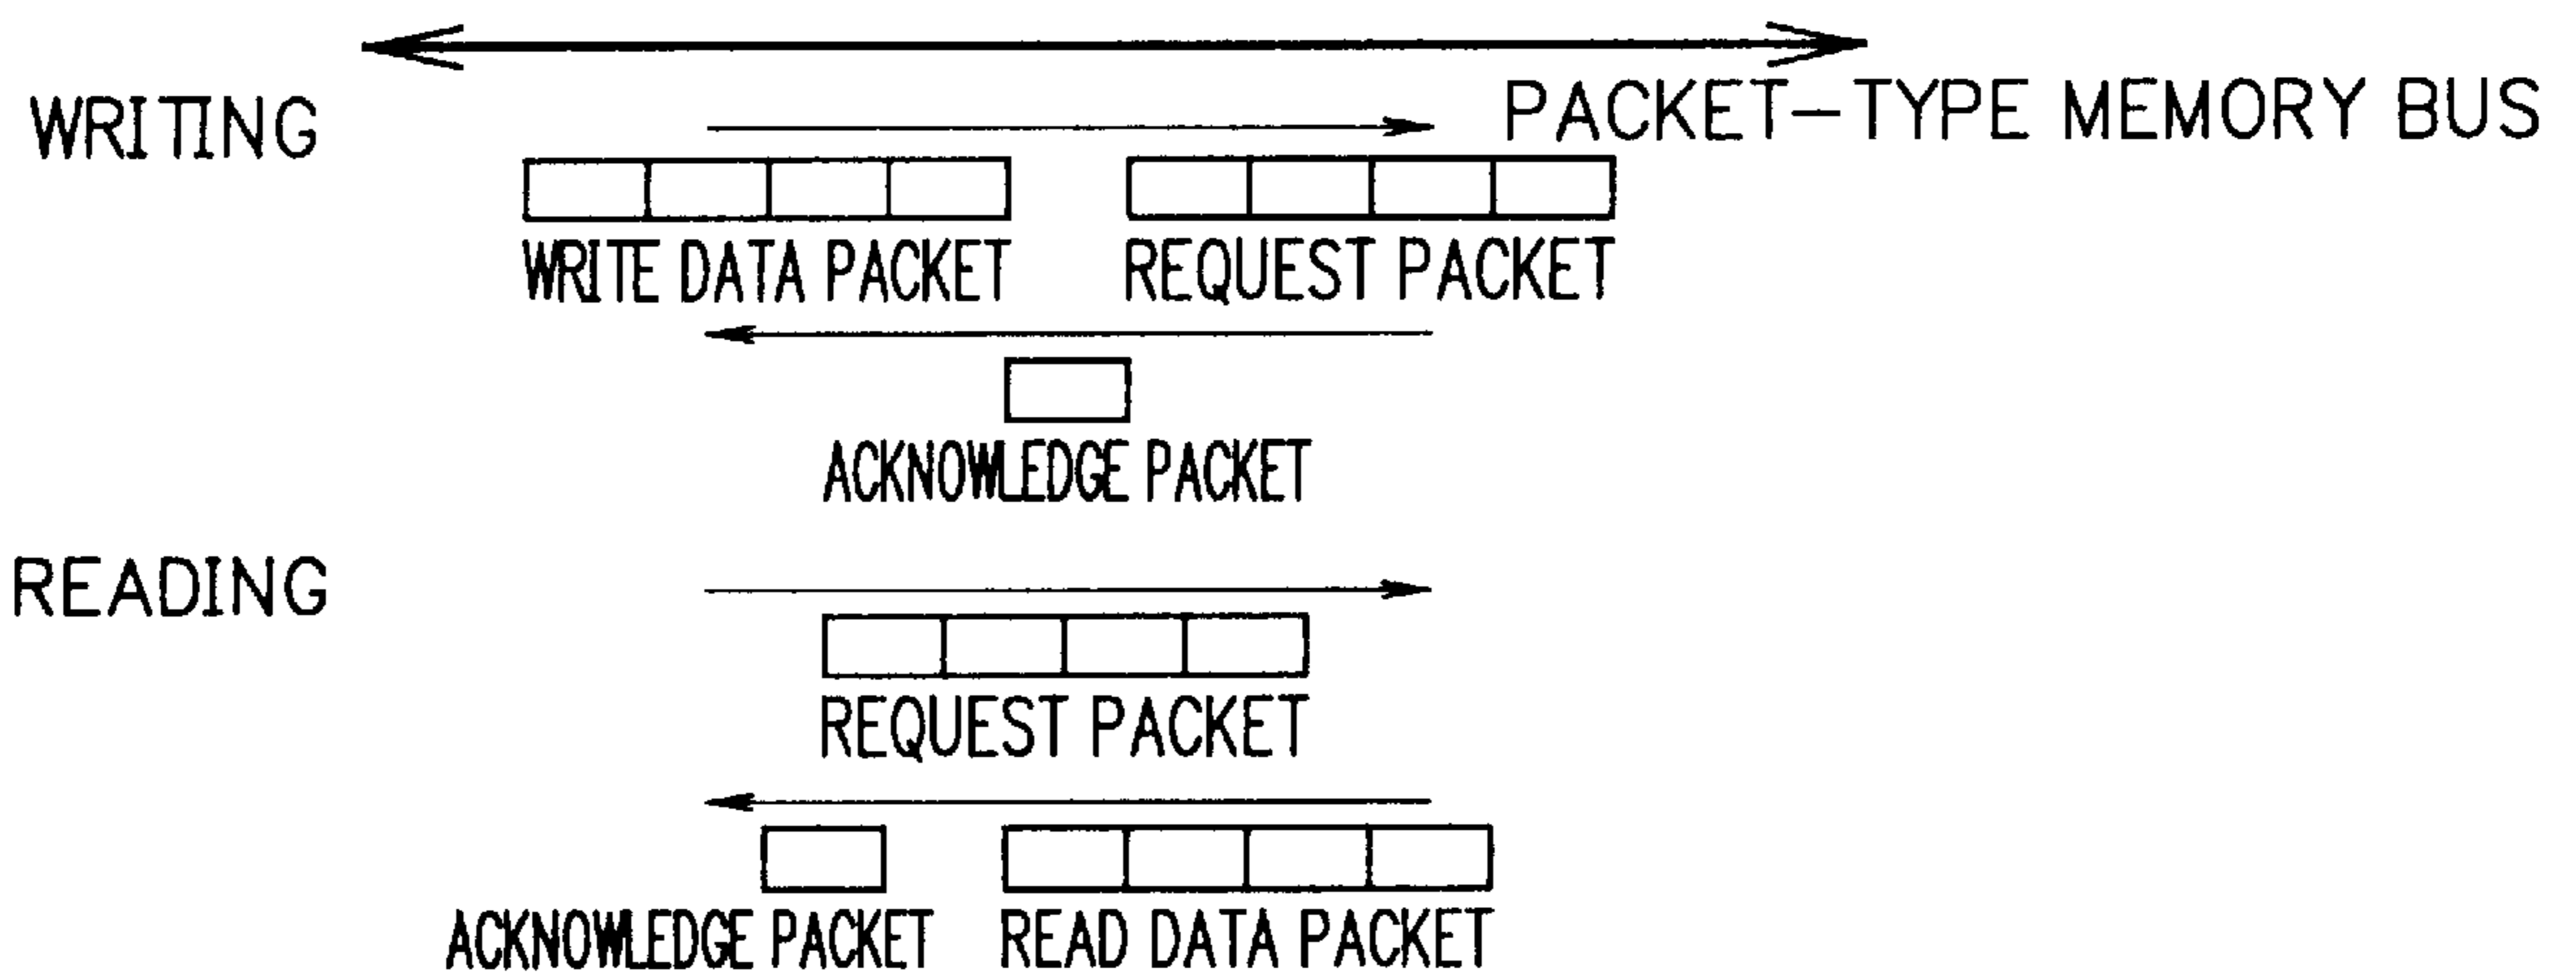 PACKET-TYPE MEMORY BUS
WRITING
WRITE DATA PACKET REQUEST PACKET
ACKNOWLEDGE PACKET
READING
REQUEST PACKET
ACKNOWLEDGE PACKET READ DATA PACKET